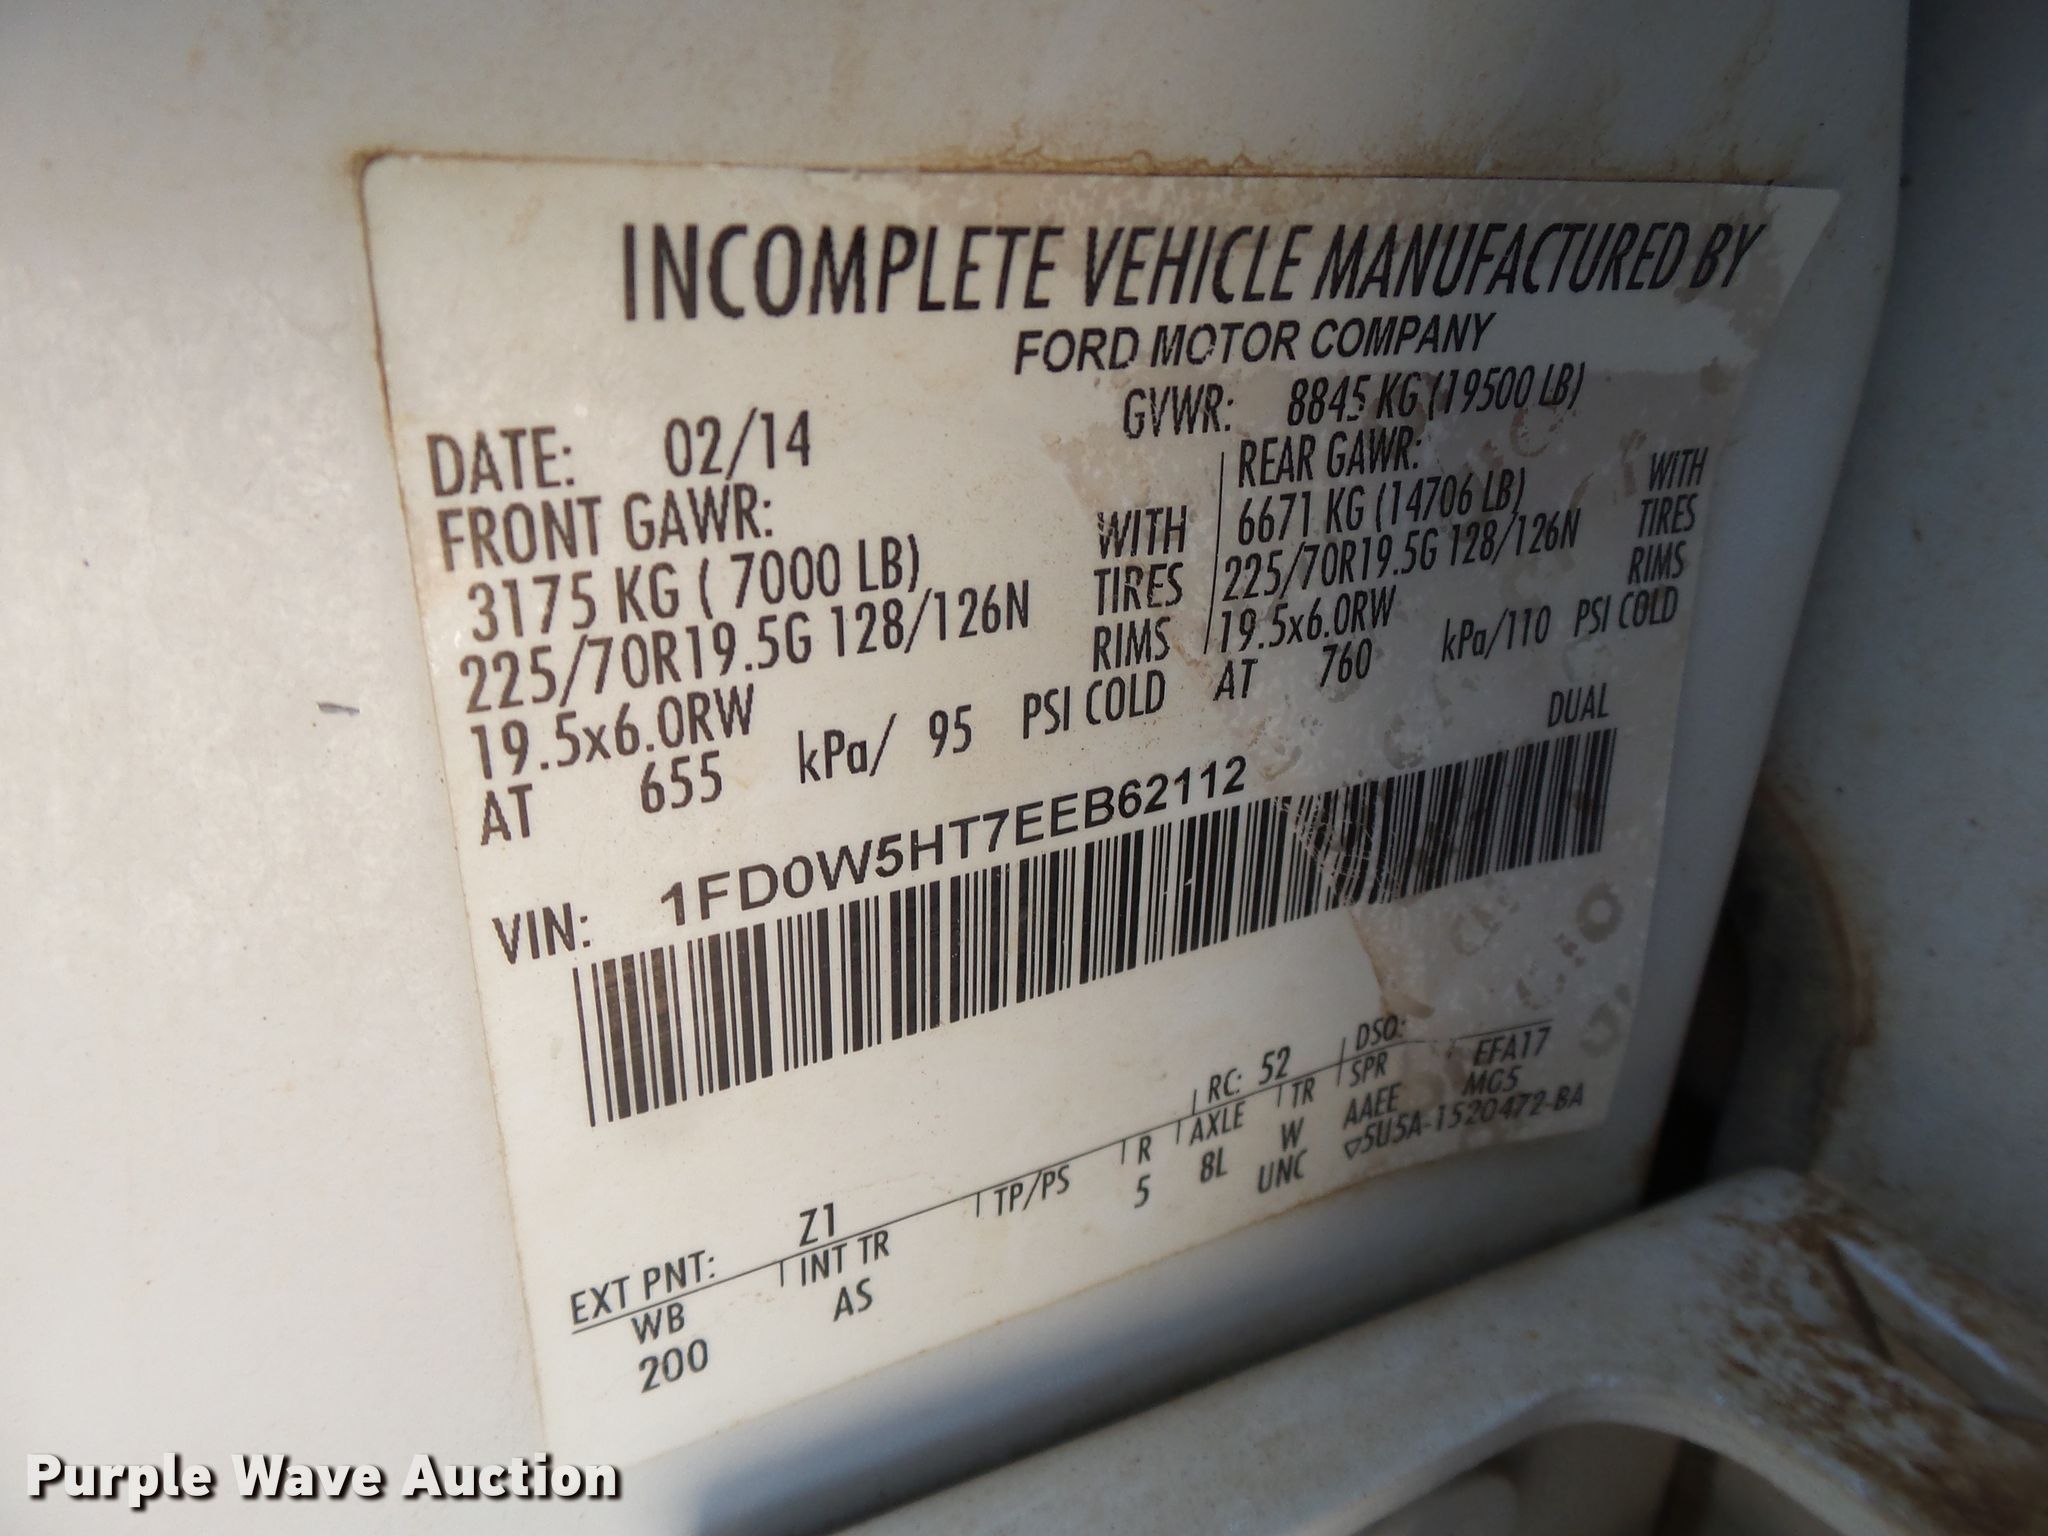 INCOMPLETE VEHICLE MANUFACTURED BY
FORD MOTOR COMPANY
DATE: 02/14 GVWR: 8845 KG (19500 LB)
FRONT GAWR: REAR GAWR:
3175 KG ( 7000 LB) WITH 6671 KG (14706 LB) WITH
225/70R19.5G 128/126N TIRES 225/70R19.5G 128/126N TIRES
19.5x6.0RW RIMS 19.5x6.0RW RIMS
AT 655 kPa/ 95 PSI COLD AT 760 kPa/110 PSI COLD
DUAL
VIN: 1FD0W5HT7EEB62112
EXT PNT: Z1 RC: 52 DSO:
WB INT TR TP/PS R AXLE TR SPR EFA17
200 AS 5 8L W AAEE MG5
UNC ▽5U5A-1520472-BA
Purple Wave Auction